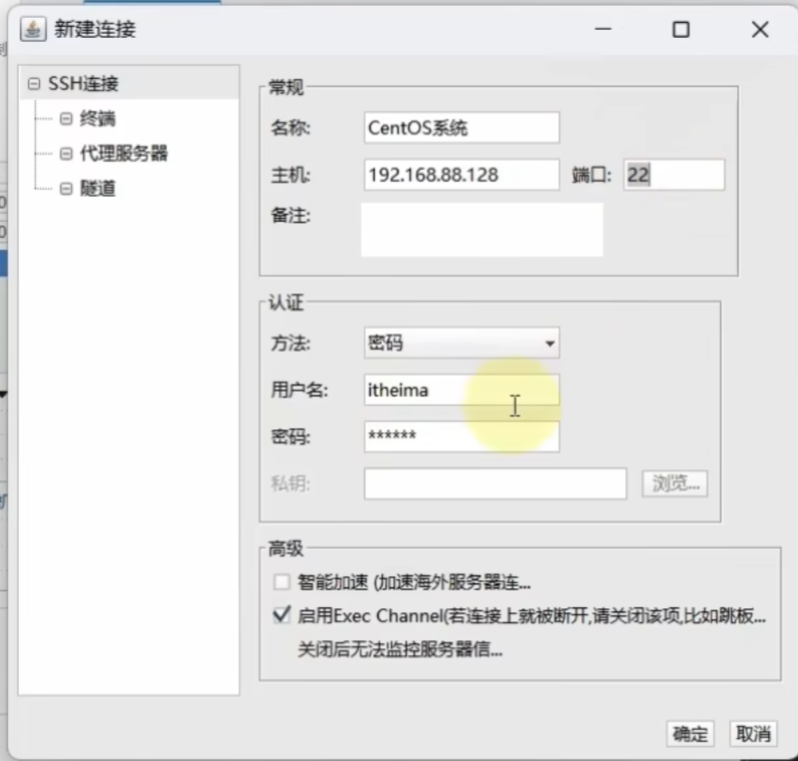 新建连接
SSH连接
终端
代理服务器
隧道
常规
名称: CentOS系统
主机: 192.168.88.128 端口: 22
备注:
认证
方法: 密码
用户名: itheima
密码: ******
私钥: 浏览...
高级
智能加速 (加速海外服务器连...
启用Exec Channel(若连接上就被断开,请关闭该项,比如跳板...
关闭后无法监控服务器信...
确定 取消